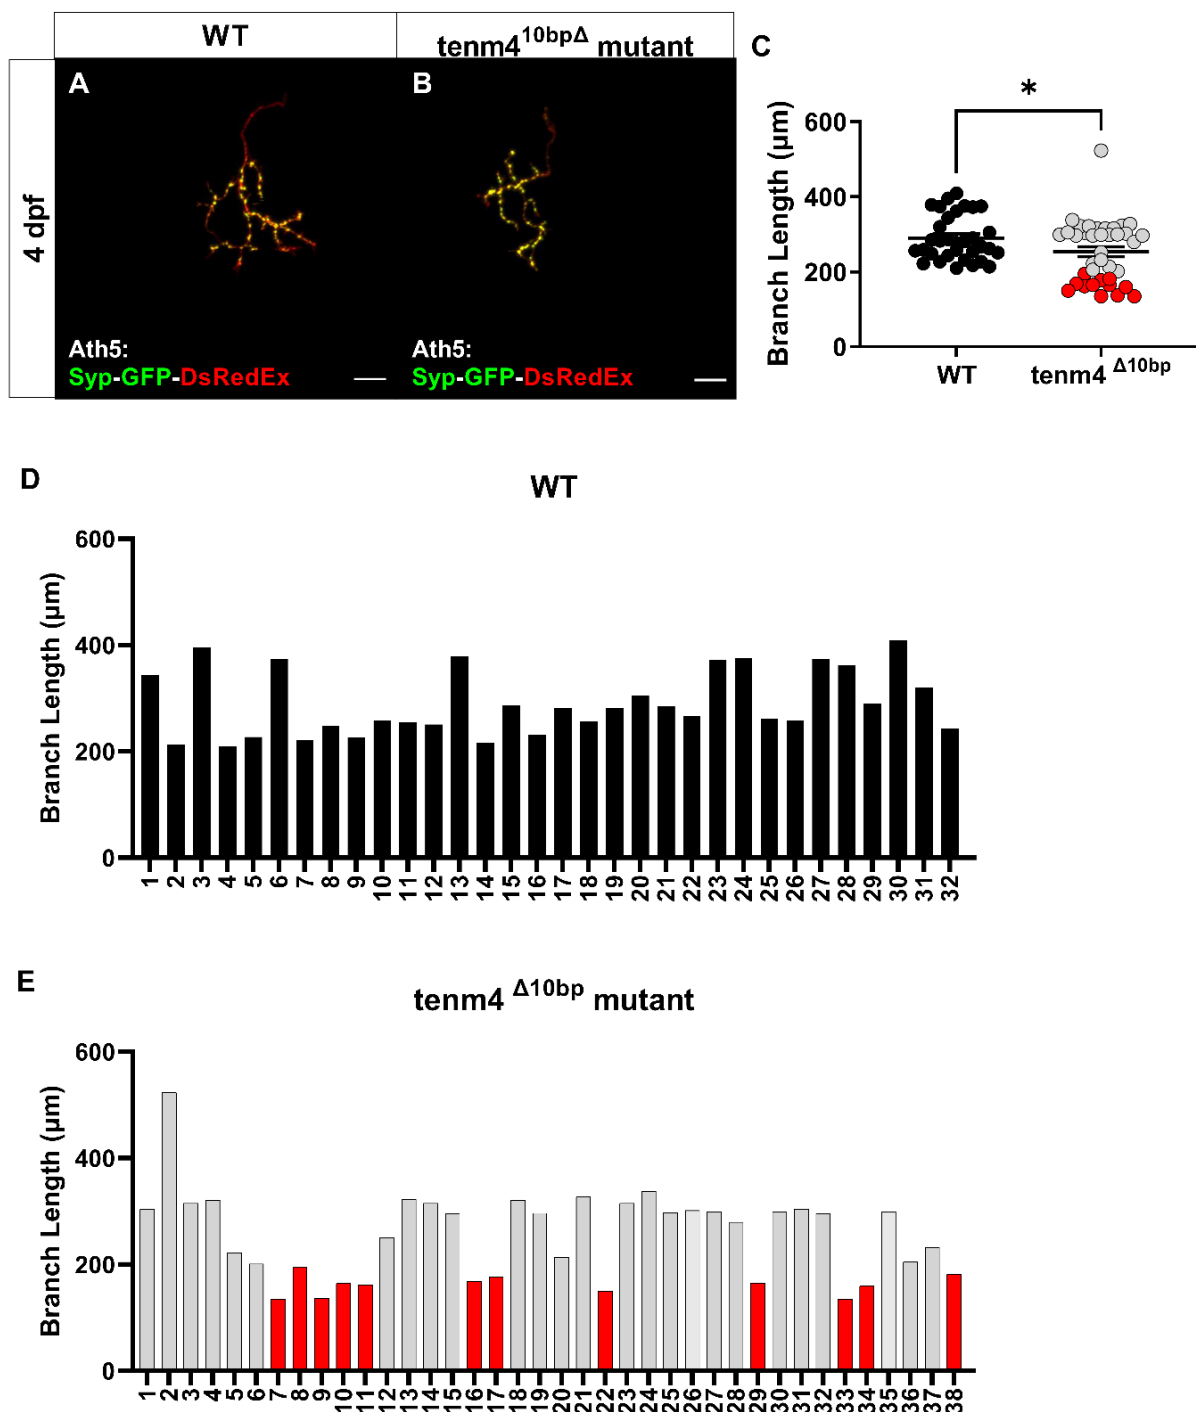 WT
tenm4 10bpΔ mutant
4 dpf
A
Ath5:
Syp-GFP-DsRedEx
B
Ath5:
Syp-GFP-DsRedEx
C
*
Branch Length (μm)
600
400
200
0
WT
tenm4 Δ10bp
D
WT
Branch Length (μm)
600
400
200
0
1 2 3 4 5 6 7 8 9 10 11 12 13 14 15 16 17 18 19 20 21 22 23 24 25 26 27 28 29 30 31 32
E
tenm4 Δ10bp mutant
Branch Length (μm)
600
400
200
0
1 2 3 4 5 6 7 8 9 10 11 12 13 14 15 16 17 18 19 20 21 22 23 24 25 26 27 28 29 30 31 32 33 34 35 36 37 38